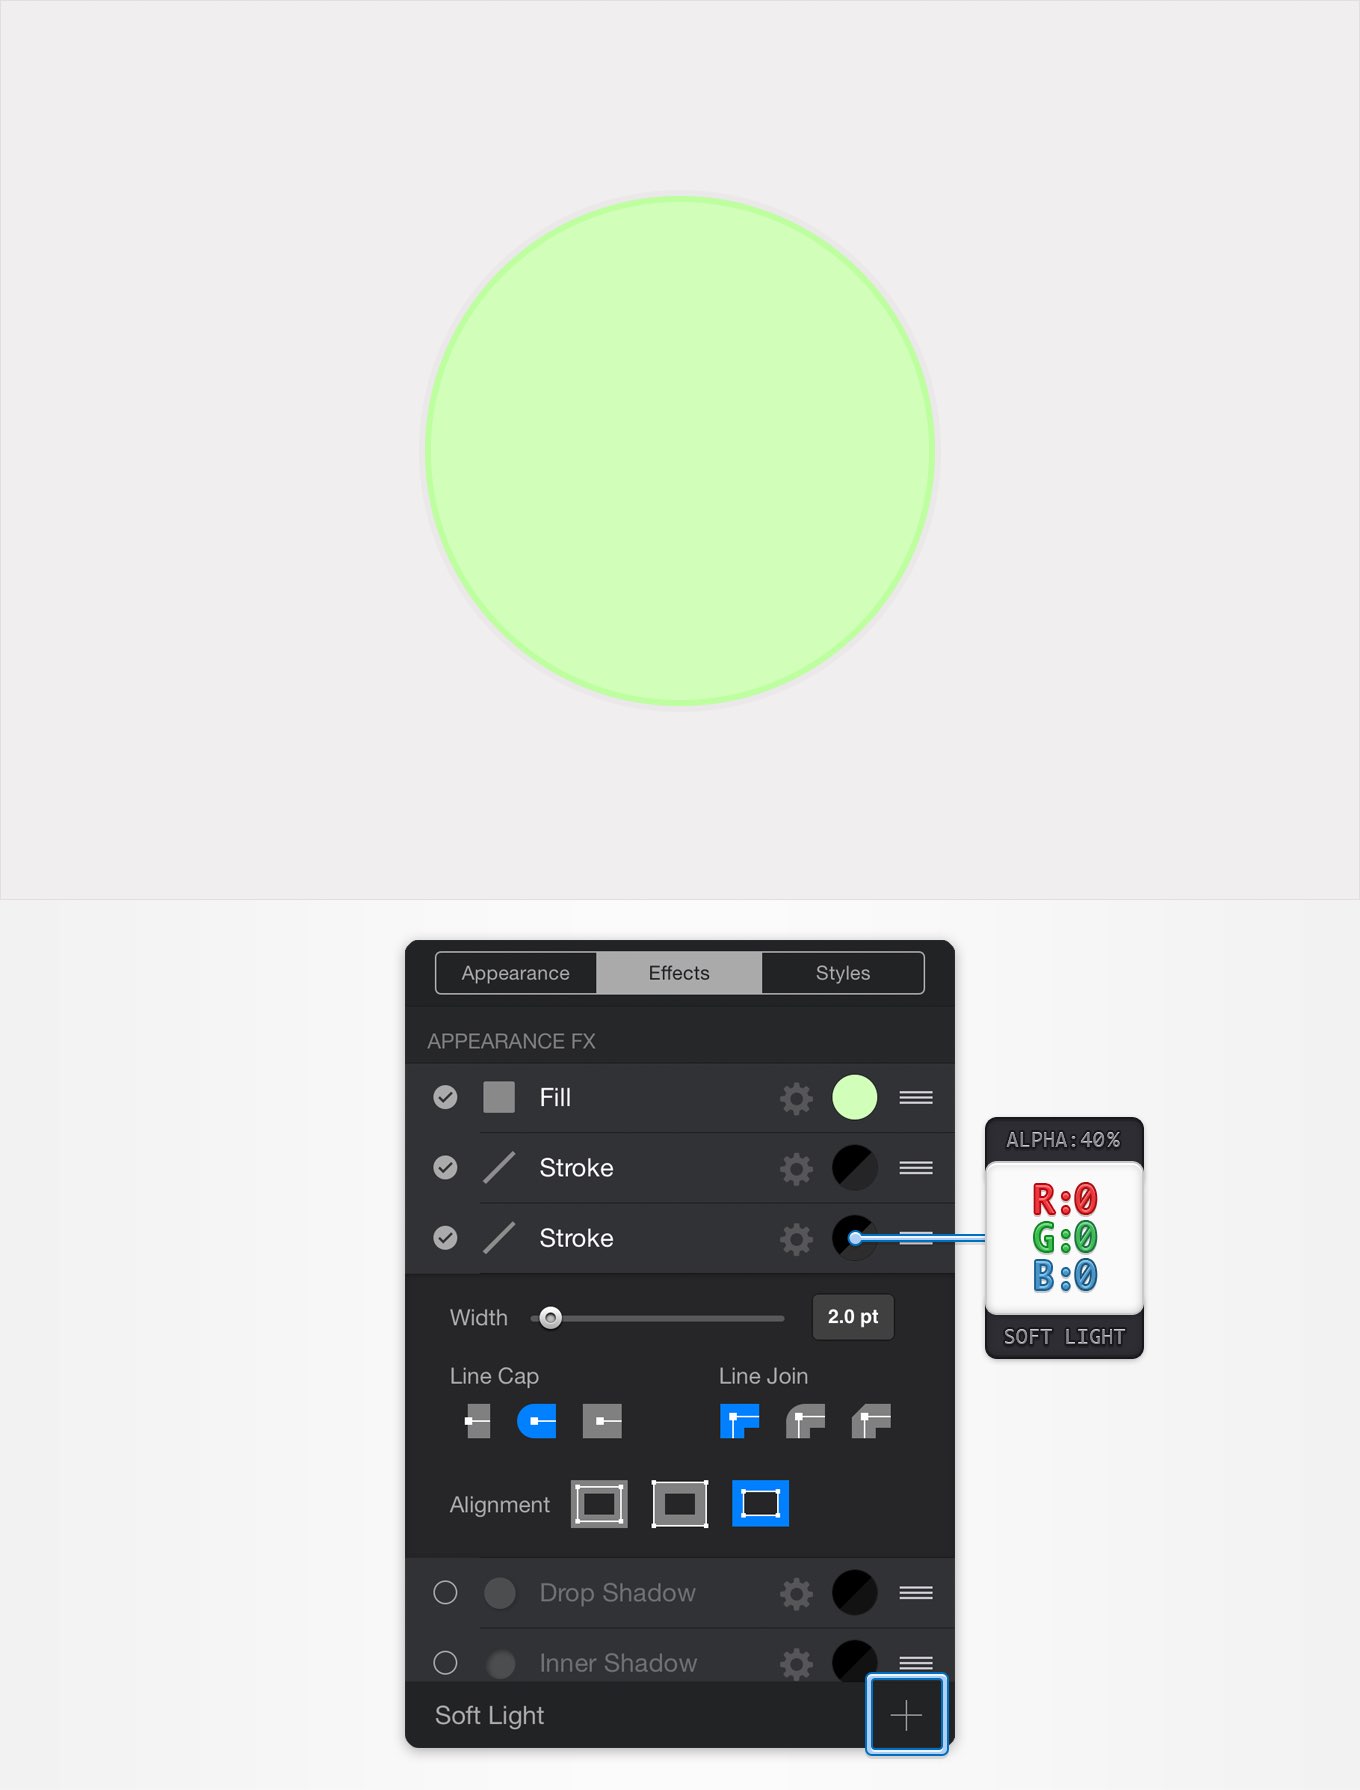 Appearance Effects Styles
APPEARANCE FX
Fill
Stroke
Stroke
ALPHA:40%
R:0
G:0
B:0
SOFT LIGHT
Width 2.0 pt
Line Cap Line Join
Alignment
Drop Shadow
Inner Shadow
Soft Light